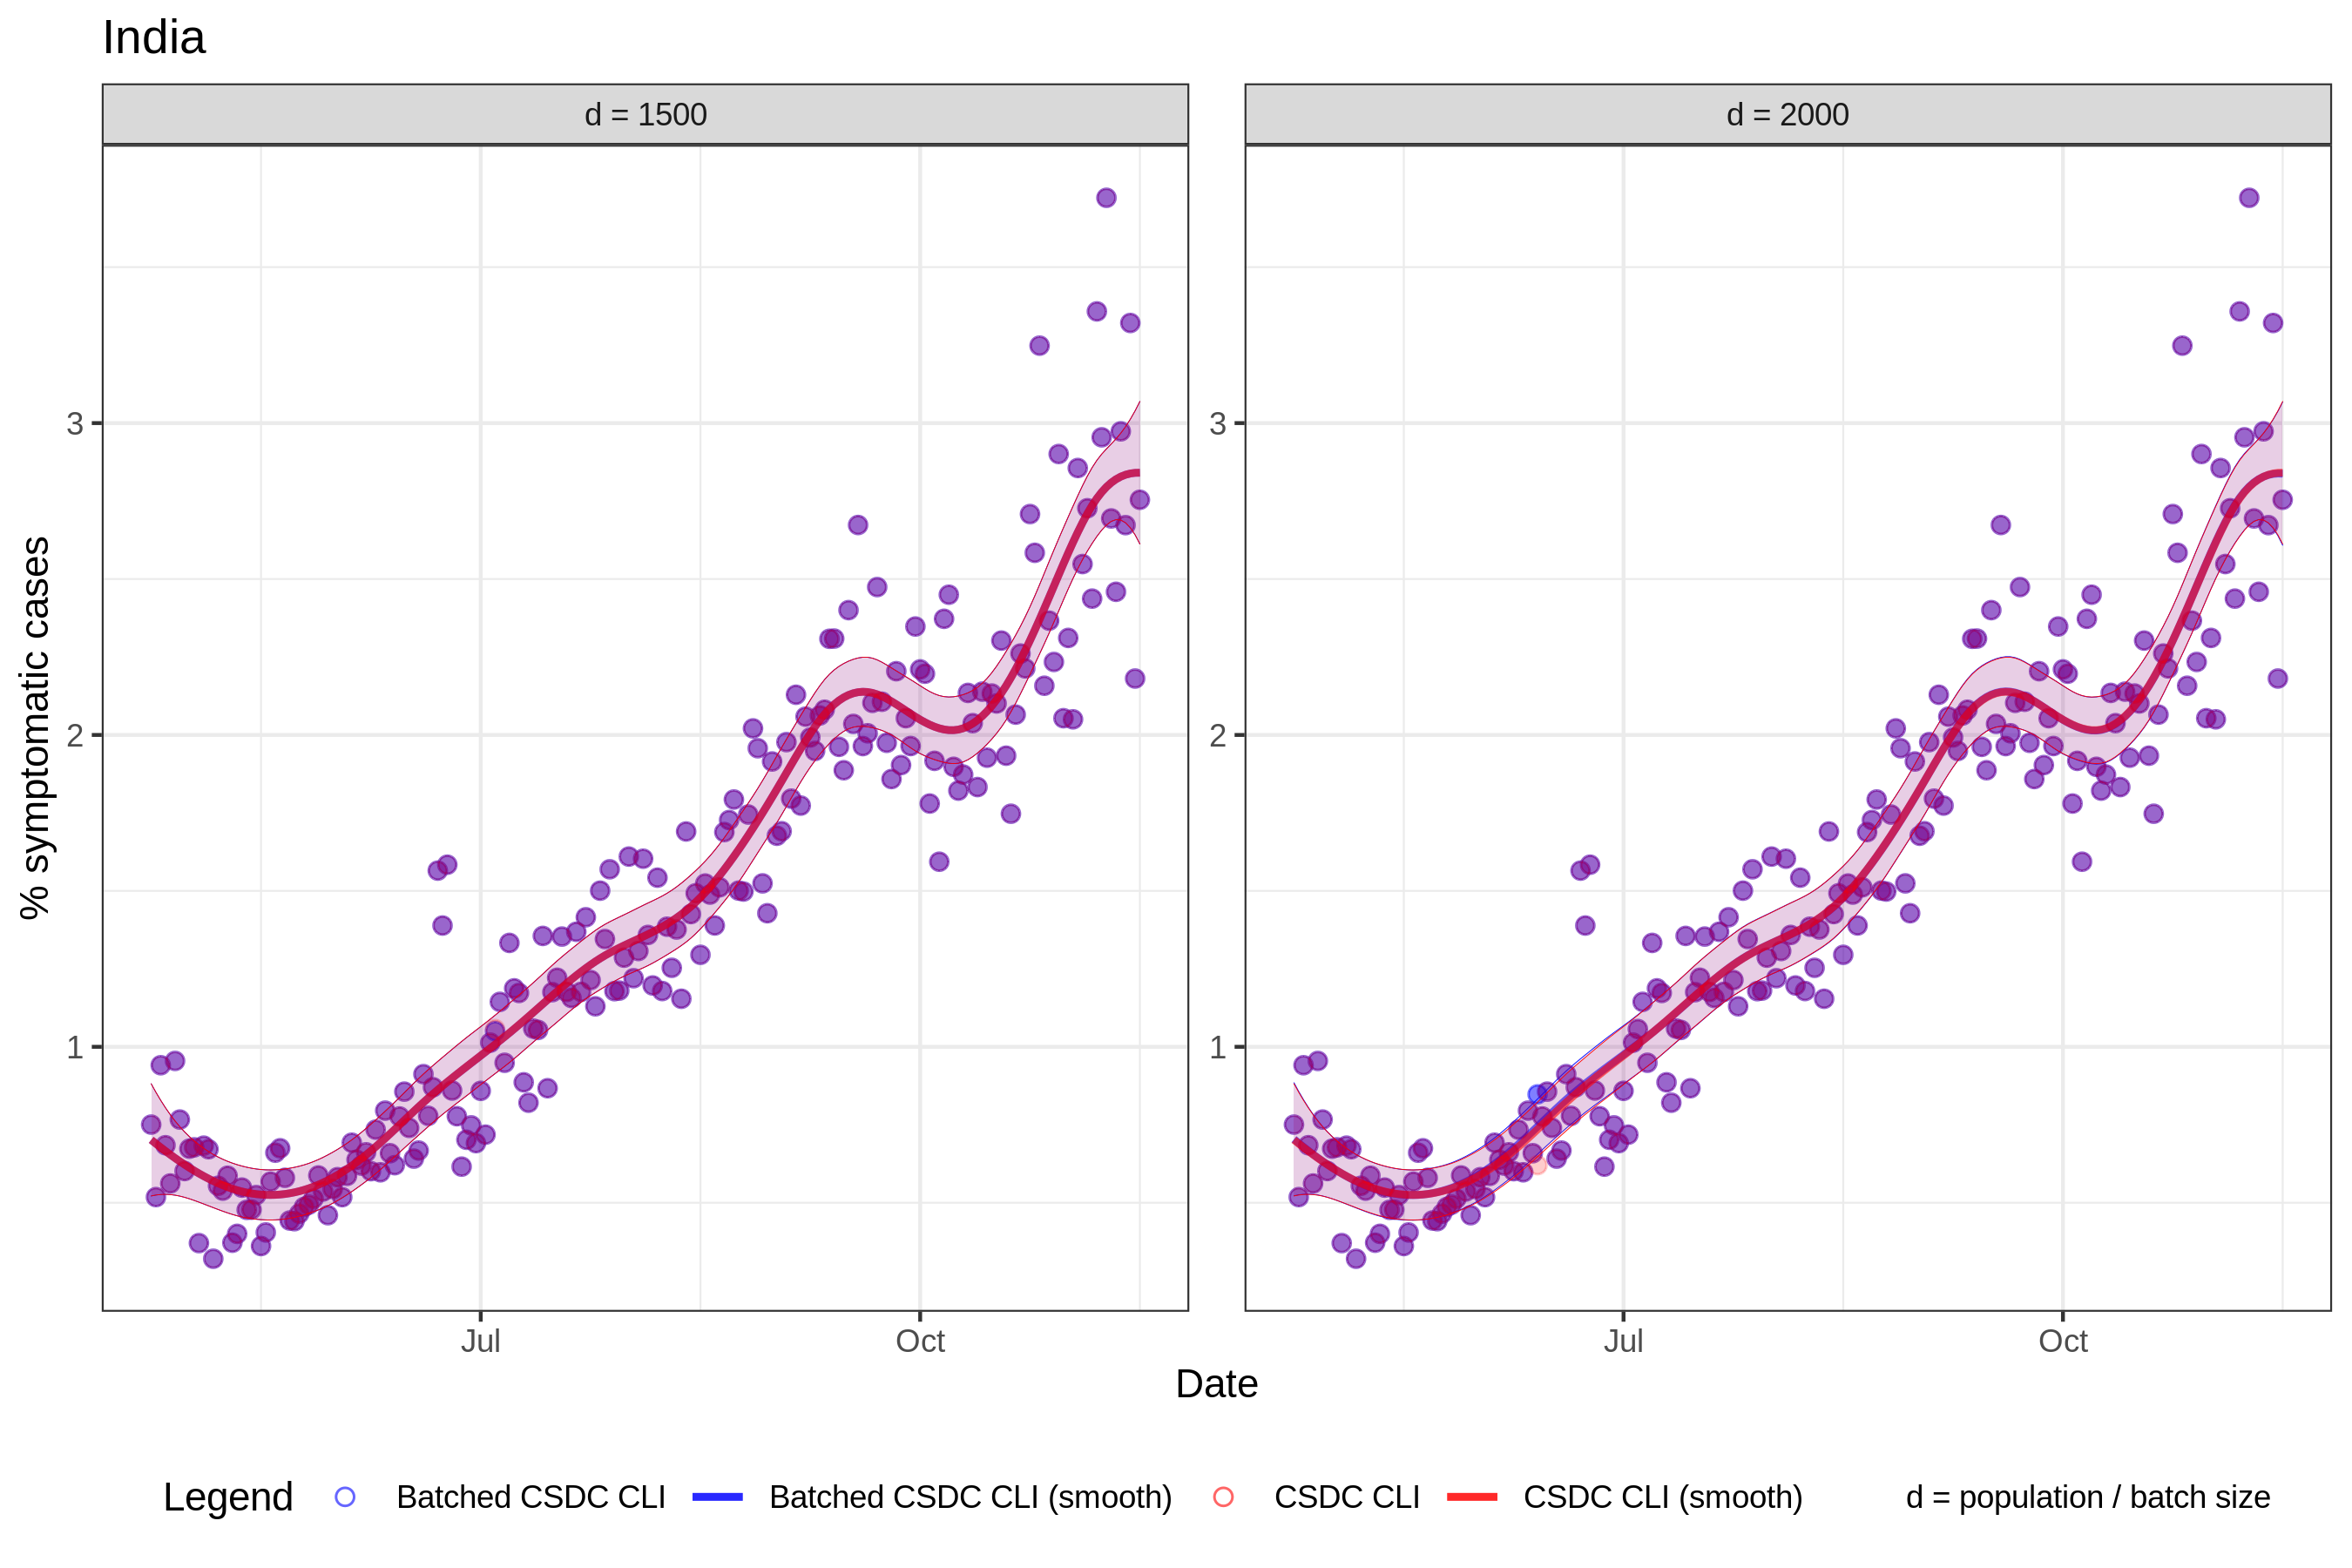 India
d = 1500
d = 2000
% symptomatic cases
3
2
1
3
2
1
Jul
Oct
Jul
Oct
Date
Legend
Batched CSDC CLI
Batched CSDC CLI (smooth)
CSDC CLI
CSDC CLI (smooth)
d = population / batch size